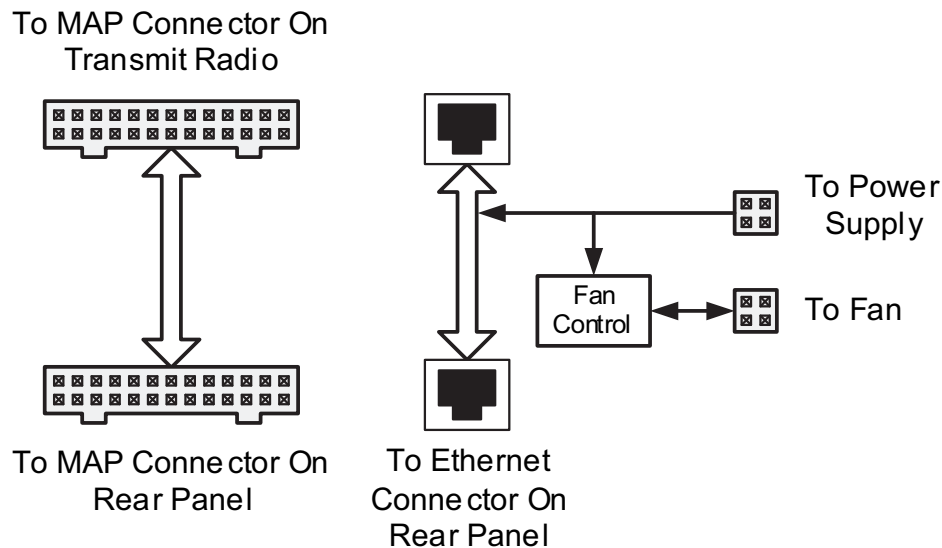 To MAP Connector On
Transmit Radio
To Power
Supply
Fan
Control
To Fan
To MAP Connector On
Rear Panel
To Ethernet
Connector On
Rear Panel